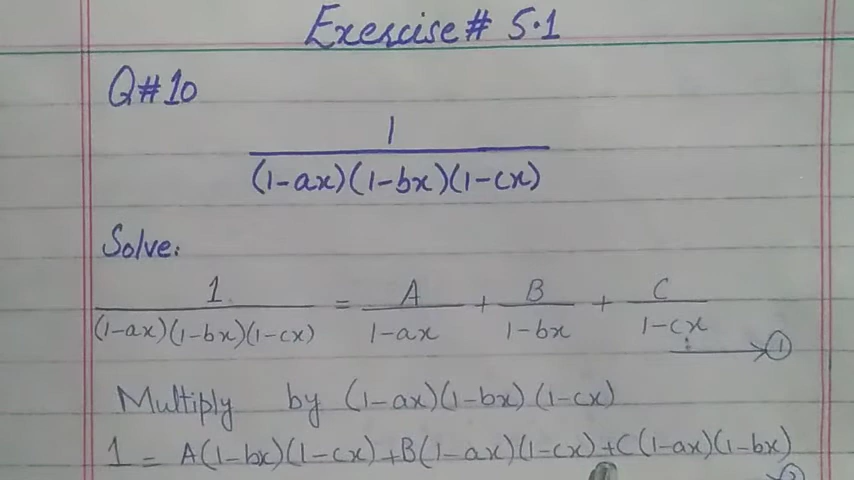 Exercise# 5.1
Q#10
1
(1-ax)(1-bx)(1-cx)
Solve:
1 / (1-ax)(1-bx)(1-cx) = A / 1-ax + B / 1-bx + C / 1-cx → ①
Multiply by (1-ax)(1-bx)(1-cx)
1 = A(1-bx)(1-cx)+B(1-ax)(1-cx)+C(1-ax)(1-bx)
→ ②